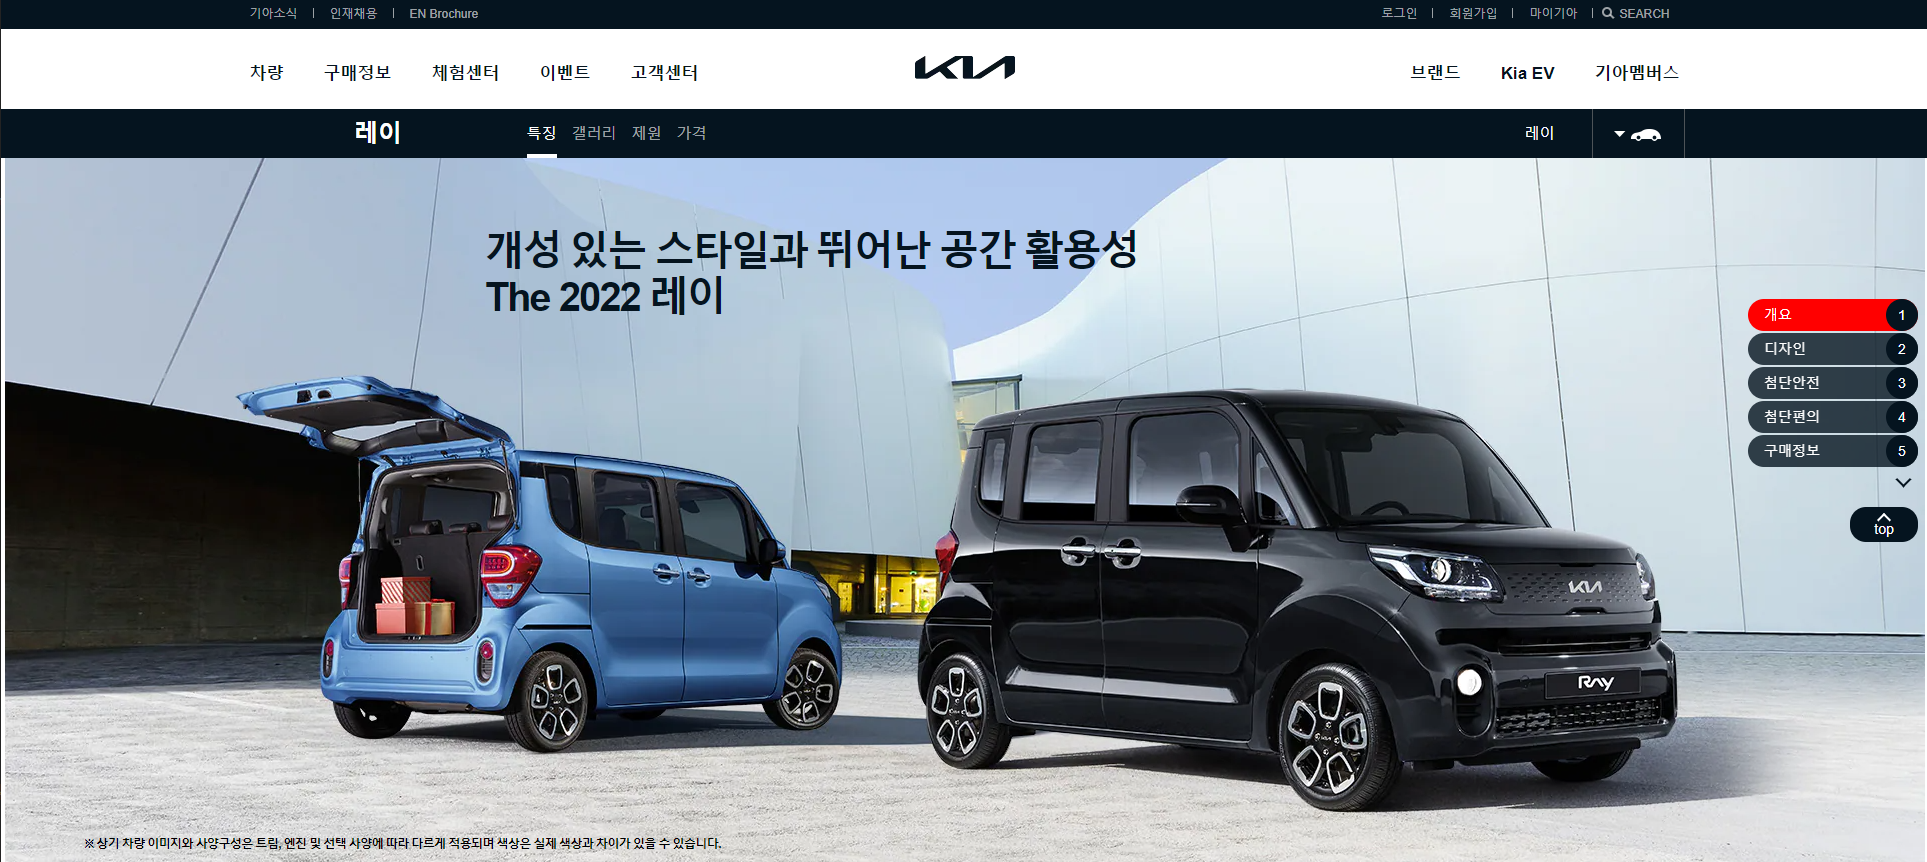 기아소식 | 인재채용 | EN Brochure
로그인 | 회원가입 | 마이기아 | SEARCH
차량 구매정보 체험센터 이벤트 고객센터
KIA
브랜드 Kia EV 기아멤버스
레이
특징 갤러리 제원 가격
레이
개성 있는 스타일과 뛰어난 공간 활용성
The 2022 레이
개요 1
디자인 2
첨단안전 3
첨단편의 4
구매정보 5
top
KIA
Ray
※ 상기 차량 이미지와 사양구성은 트림, 엔진 및 선택 사양에 따라 다르게 적용되며 색상은 실제 색상과 차이가 있을 수 있습니다.